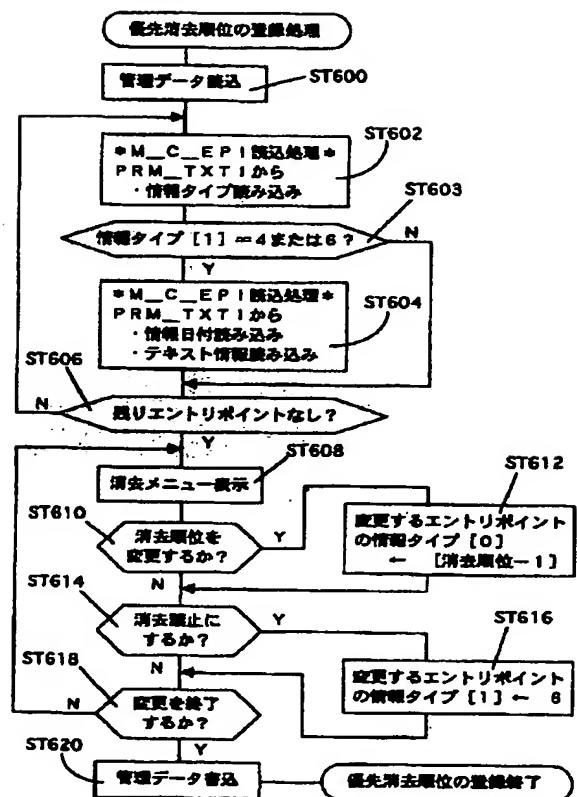 優先消去順位の登録処理
管理データ読込
ST600
ST602
*M__C__EPI読込処理*
PRM__TXTIから
・情報タイプ読み込み
ST603
情報タイプ [1] =4または6?
N
Y
*M__C__EPI読込処理*
PRM__TXTIから
・情報日付読み込み
・テキスト情報読み込み
ST604
ST606
残りエントリポイントなし?
N
Y
ST608
消去メニュー表示
ST610
消去順位を
変更するか?
Y
N
ST612
変更するエントリポイント
の情報タイプ [0]
← [消去順位-1]
ST614
消去禁止に
するか?
Y
N
ST616
変更するエントリポイント
の情報タイプ [1] ← 6
ST618
変更を終了
するか?
N
Y
ST620
管理データ書込
優先消去順位の登録終了